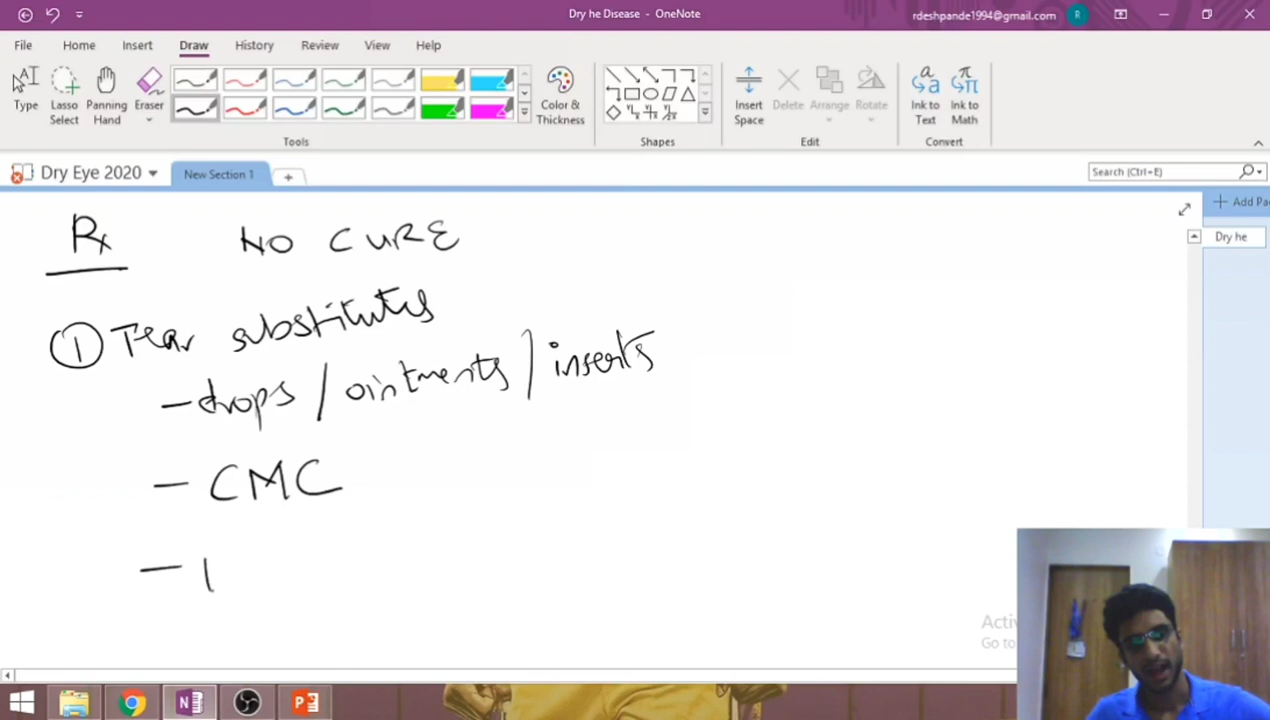 Dry he Disease - OneNote
rdeshpande1994@gmail.com R
File Home Insert Draw History Review View Help
Type Lasso Select Panning Hand Eraser Color & Thickness Insert Space Delete Arrange Rotate Ink to Text Ink to Math
Tools Shapes Edit Convert
Dry Eye 2020 New Section 1 Search (Ctrl+E)
Add Pa
Dry he
Rx NO CURE
① Tear substitutes
- drops / ointments / inserts
- CMC
-
Activ
Go to